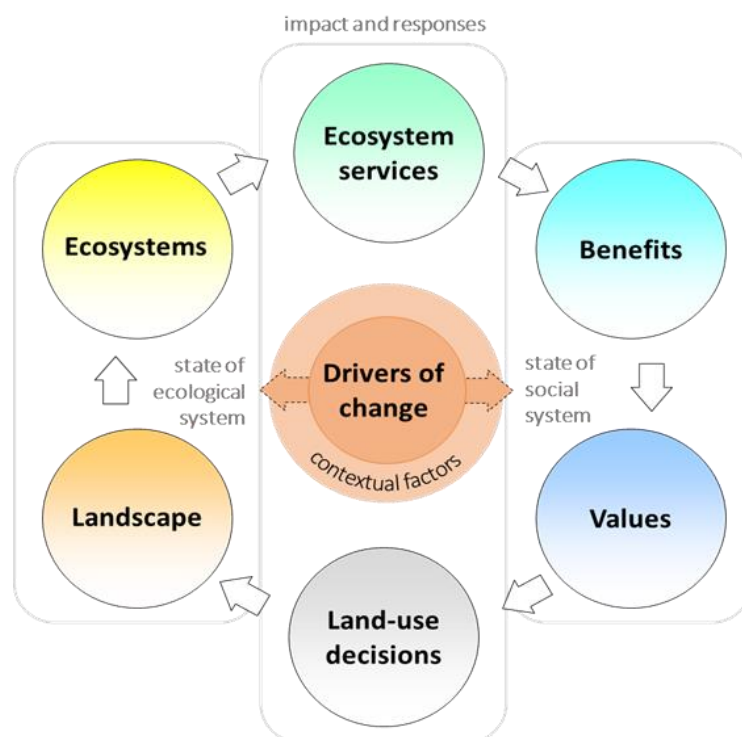 impact and responses
Ecosystem
services
Ecosystems
Benefits
state of
ecological
system
Drivers of
change
contextual factors
state of
social
system
Landscape
Values
Land-use
decisions